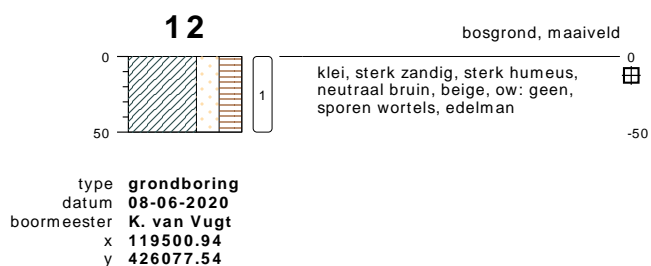 12
bosgrond, maaiveld
0
0
klei, sterk zandig, sterk humeus,
neutraal bruin, beige, ow: geen,
sporen wortels, edelman
1
50
-50
type grondboring
datum 08-06-2020
boormeester K. van Vugt
x 119500.94
y 426077.54